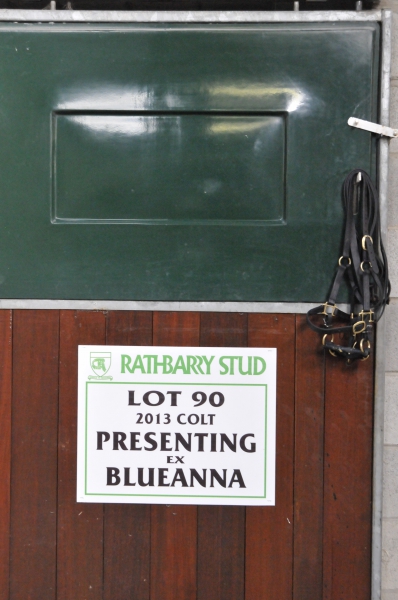 RATHBARRY STUD
LOT 90
2013 COLT
PRESENTING
EX
BLUEANNA